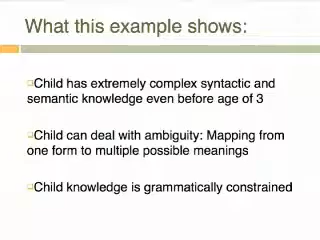 What this example shows:
Child has extremely complex syntactic and
semantic knowledge even before age of 3
Child can deal with ambiguity: Mapping from
one form to multiple possible meanings
Child knowledge is grammatically constrained